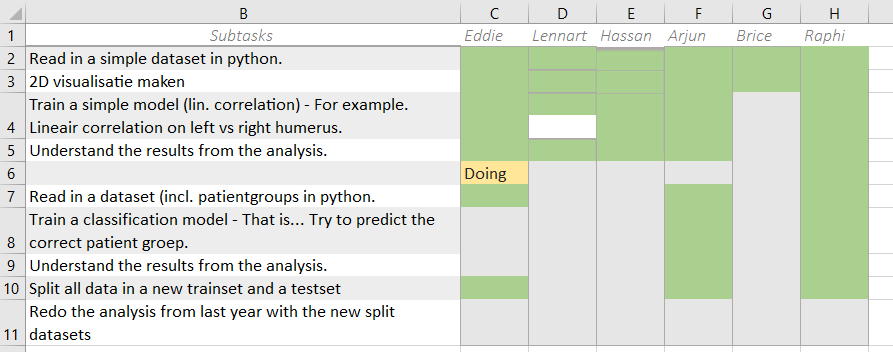 B C D E F G H
1 Subtasks Eddie Lennart Hassan Arjun Brice Raphi
2 Read in a simple dataset in python.
3 2D visualisatie maken
Train a simple model (lin. correlation) - For example.
4 Lineair correlation on left vs right humerus.
5 Understand the results from the analysis.
6 Doing
7 Read in a dataset (incl. patientgroups in python.
Train a classification model - That is... Try to predict the
8 correct patient groep.
9 Understand the results from the analysis.
10 Split all data in a new trainset and a testset
Redo the analysis from last year with the new split
11 datasets